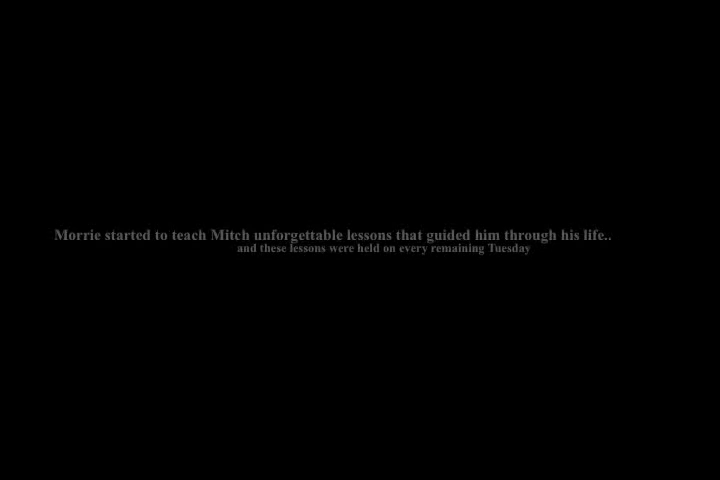 Morrie started to teach Mitch unforgettable lessons that guided him through his life..
and these lessons were held on every remaining Tuesday